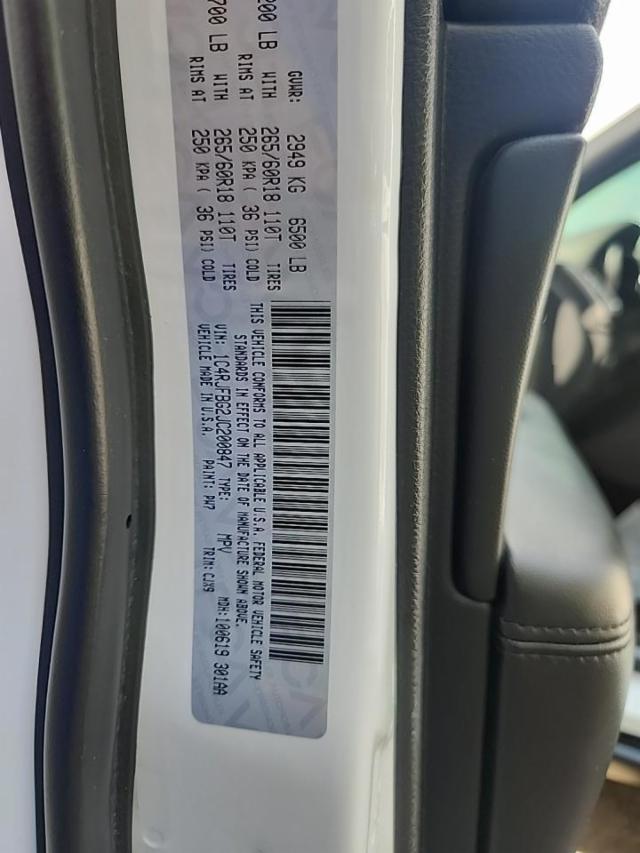 GVWR: 2949 KG 6500 LB
200 LB WITH 265/60R18 110T TIRES
RIMS AT 250 KPA ( 36 PSI) COLD
700 LB WITH 265/60R18 110T TIRES
RIMS AT 250 KPA ( 36 PSI) COLD
THIS VEHICLE CONFORMS TO ALL APPLICABLE U.S.A. FEDERAL MOTOR VEHICLE SAFETY
STANDARDS IN EFFECT ON THE DATE OF MANUFACTURE SHOWN ABOVE.
VIN: 1C4RJFBG2JC200847 TYPE: MPV MDH:100619 301AA
VEHICLE MADE IN U.S.A. PAINT: PW7 TRIM: CJX9